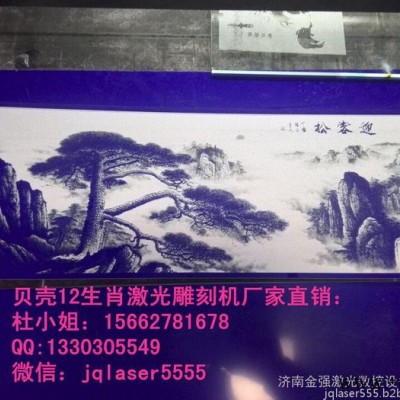 迎客松
贝壳12生肖激光雕刻机厂家直销：
杜小姐：15662781678
QQ:1330305549
微信：jqlaser5555
济南金强激光数控设
jqlaser555.b2b